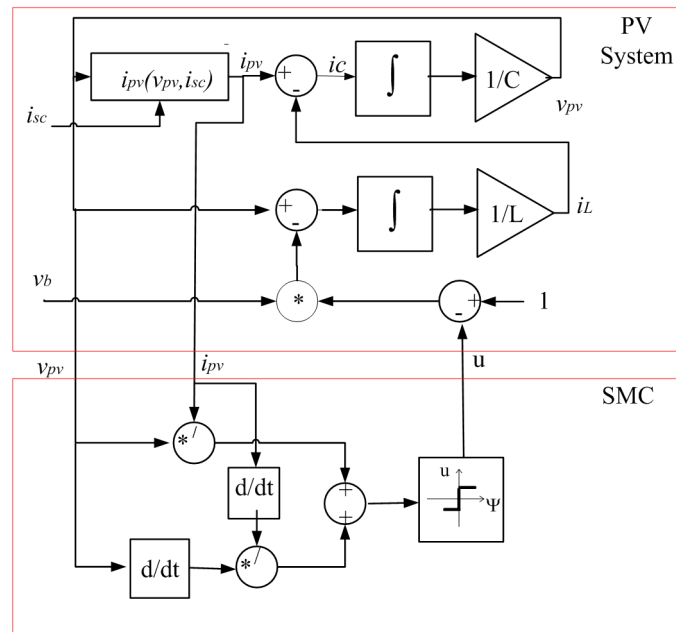 PV
System
ipv(vpv,isc)
ipv
+
-
ic
∫
1/C
vpv
isc
+
-
∫
1/L
iL
vb
*
-
+
1
vpv
ipv
u
SMC
* /
d/dt
+
+
u
Ψ
d/dt
* /